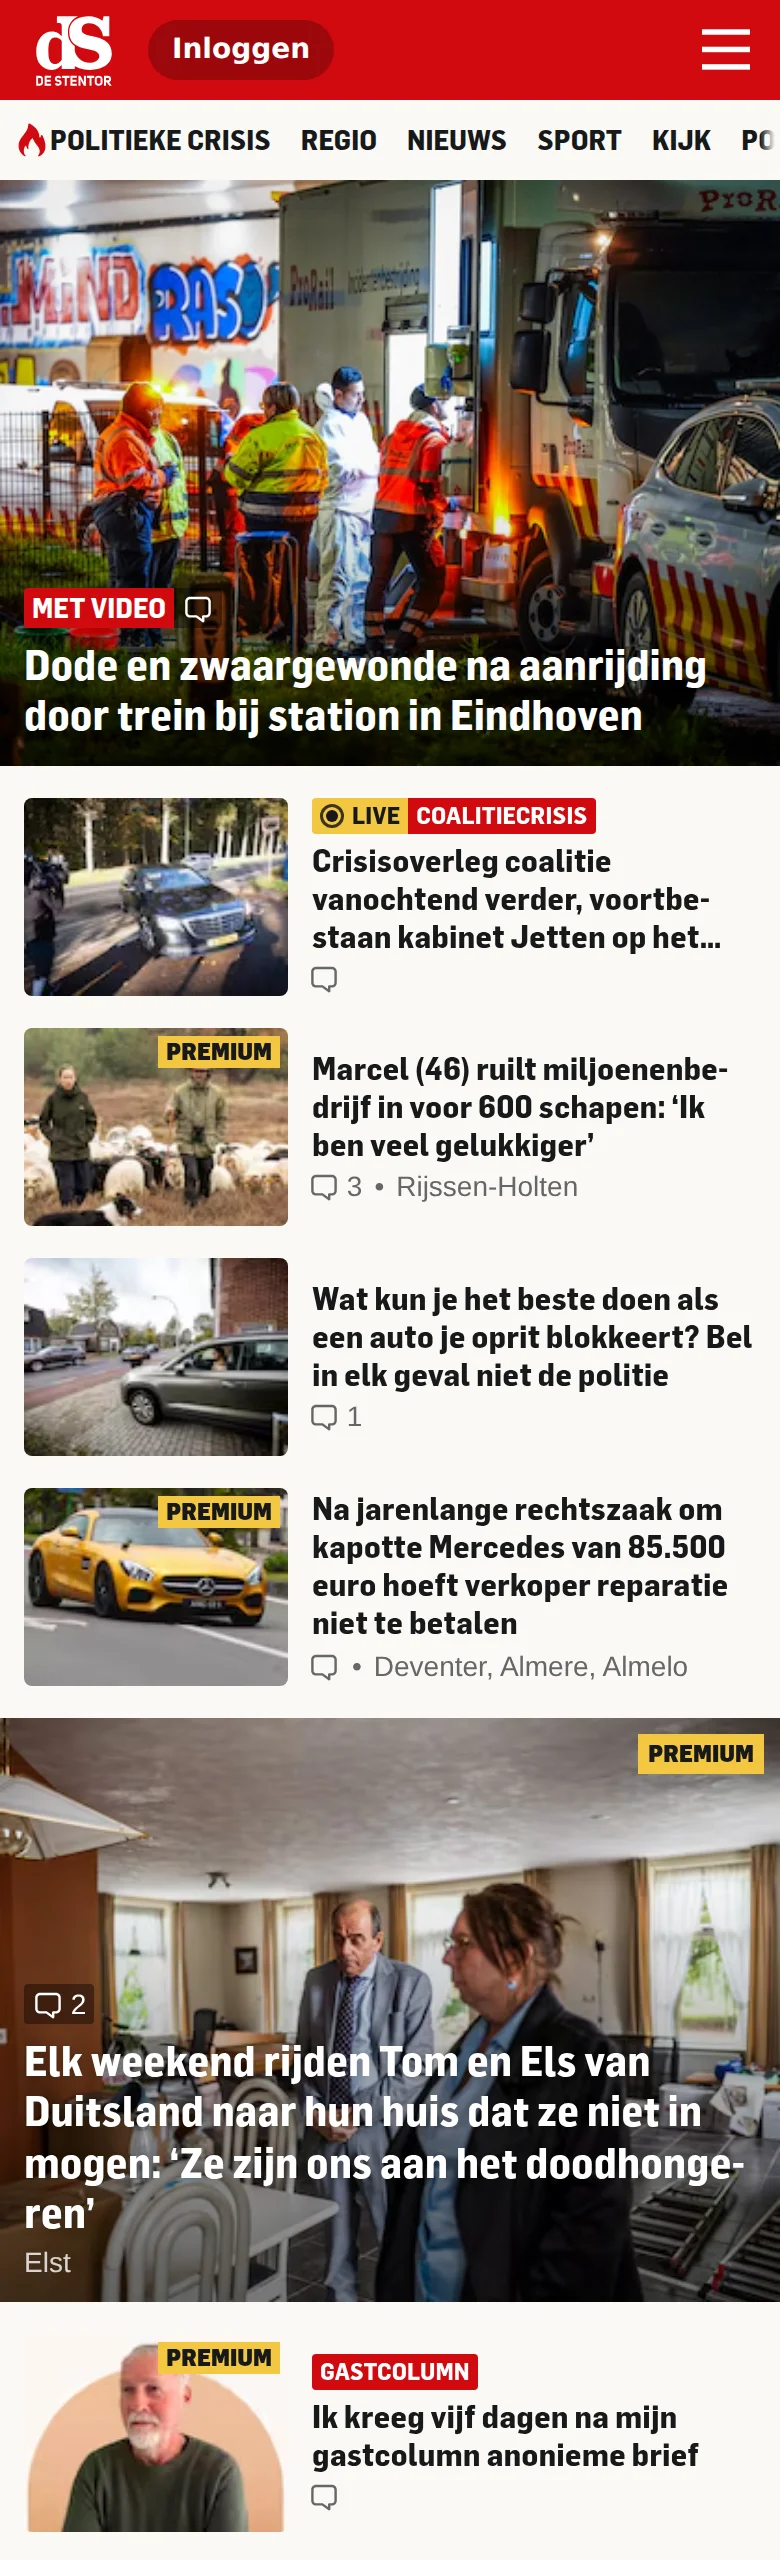 dS
DE STENTOR
Inloggen
POLITIEKE CRISIS REGIO NIEUWS SPORT KIJK PO
ProR
MIND RASO
ProRail
MET VIDEO
Dode en zwaargewonde na aanrijding
door trein bij station in Eindhoven
LIVE COALITIECRISIS
Crisisoverleg coalitie
vanochtend verder, voortbe-
staan kabinet Jetten op het...
PREMIUM
Marcel (46) ruilt miljoenenbe-
drijf in voor 600 schapen: ‘Ik
ben veel gelukkiger’
3 • Rijssen-Holten
Wat kun je het beste doen als
een auto je oprit blokkeert? Bel
in elk geval niet de politie
1
PREMIUM
Na jarenlange rechtszaak om
kapotte Mercedes van 85.500
euro hoeft verkoper reparatie
niet te betalen
• Deventer, Almere, Almelo
PREMIUM
2
Elk weekend rijden Tom en Els van
Duitsland naar hun huis dat ze niet in
mogen: ‘Ze zijn ons aan het doodhonge-
ren’
Elst
PREMIUM
GASTCOLUMN
Ik kreeg vijf dagen na mijn
gastcolumn anonieme brief